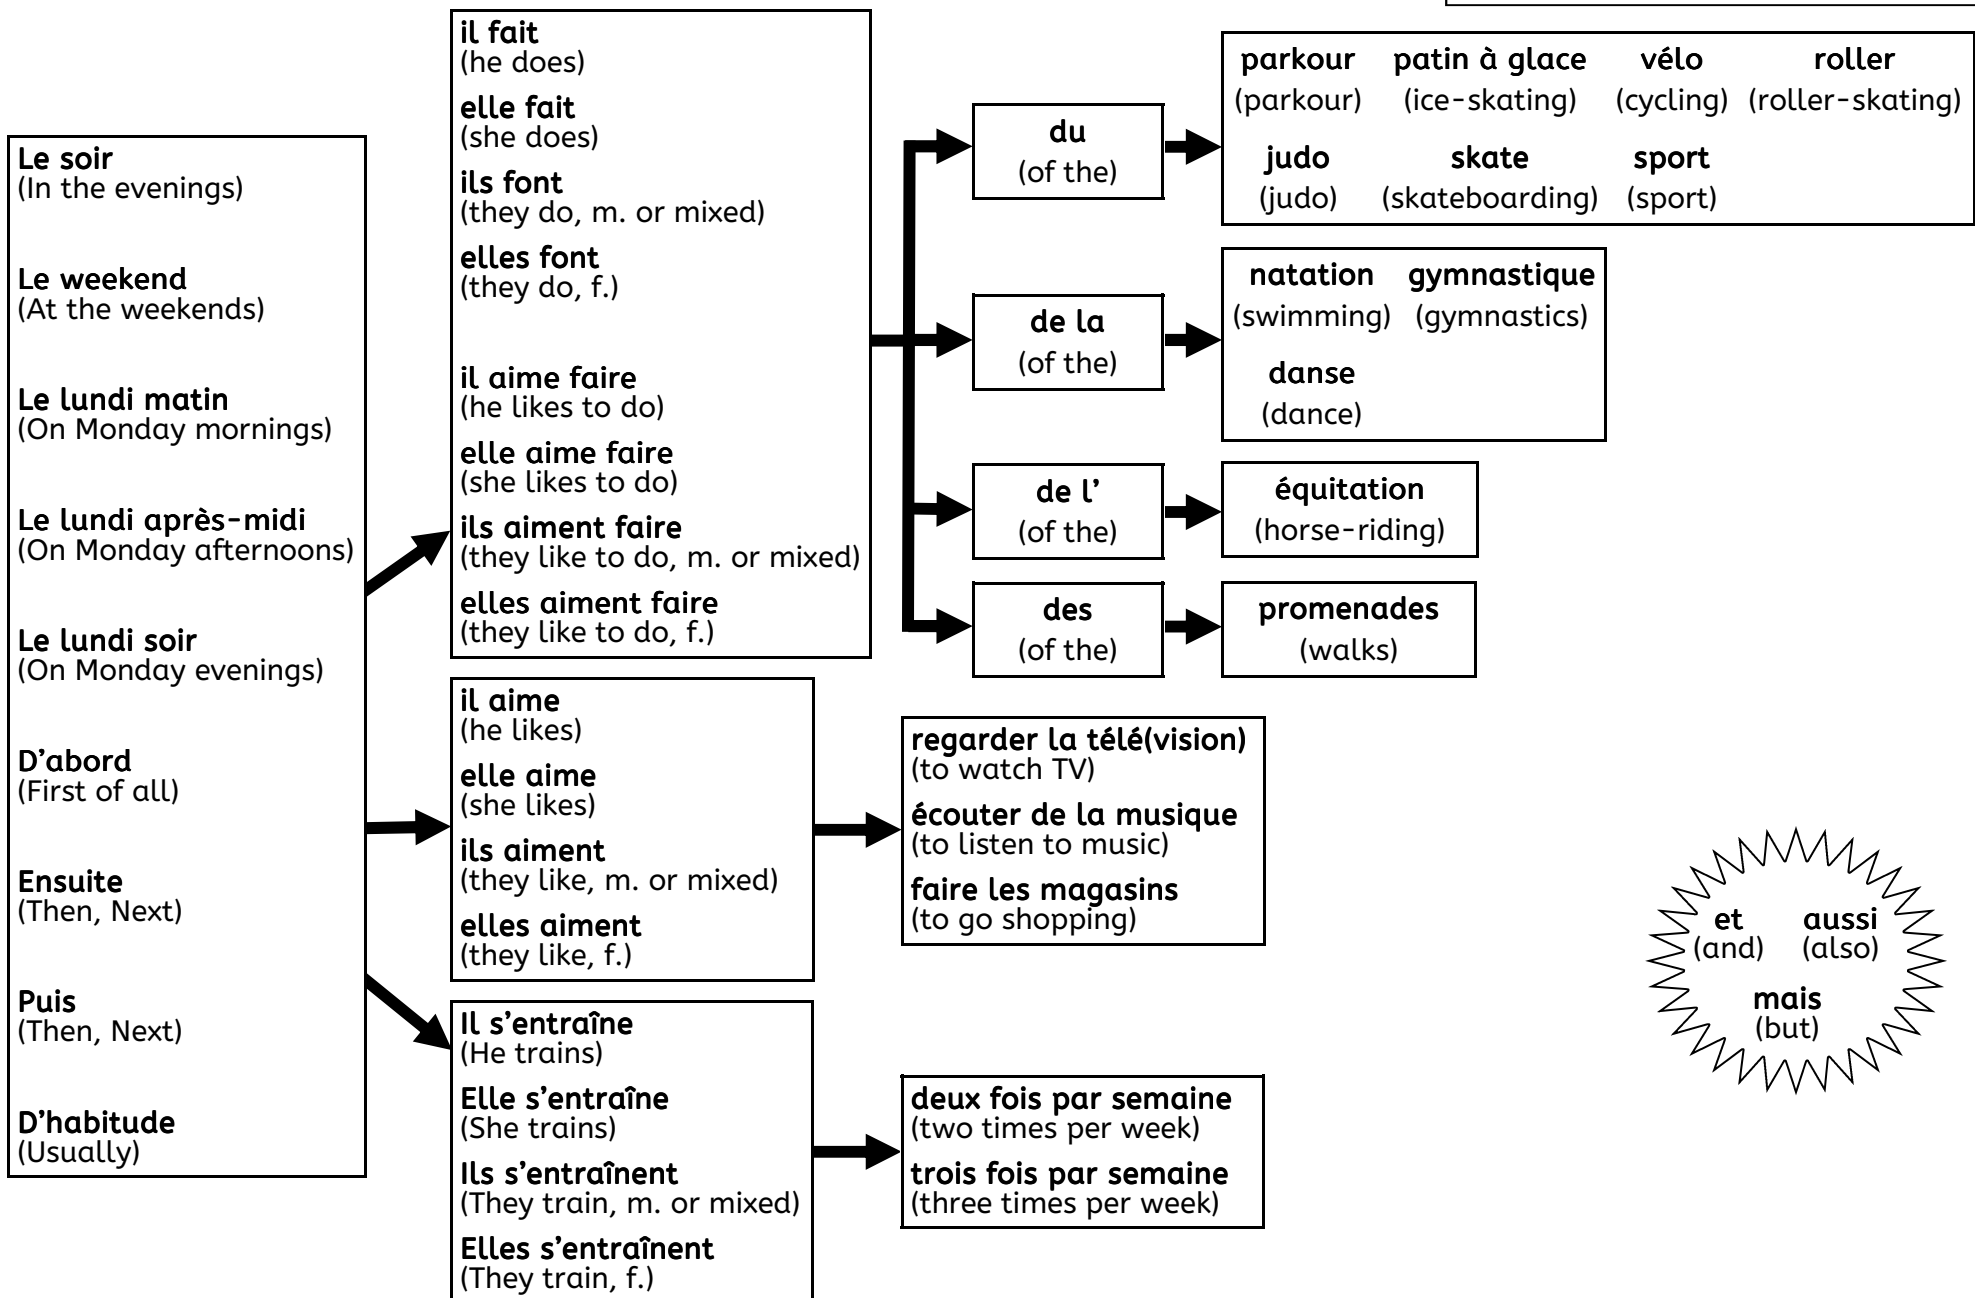 Le soir
(In the evenings)
Le weekend
(At the weekends)
Le lundi matin
(On Monday mornings)
Le lundi après-midi
(On Monday afternoons)
Le lundi soir
(On Monday evenings)
D’abord
(First of all)
Ensuite
(Then, Next)
Puis
(Then, Next)
D’habitude
(Usually)
il fait
(he does)
elle fait
(she does)
ils font
(they do, m. or mixed)
elles font
(they do, f.)
il aime faire
(he likes to do)
elle aime faire
(she likes to do)
ils aiment faire
(they like to do, m. or mixed)
elles aiment faire
(they like to do, f.)
du
(of the)
parkour patin à glace vélo roller
(parkour) (ice-skating) (cycling) (roller-skating)
judo skate sport
(judo) (skateboarding) (sport)
de la
(of the)
natation gymnastique
(swimming) (gymnastics)
danse
(dance)
de l’
(of the)
équitation
(horse-riding)
des
(of the)
promenades
(walks)
il aime
(he likes)
elle aime
(she likes)
ils aiment
(they like, m. or mixed)
elles aiment
(they like, f.)
regarder la télé(vision)
(to watch TV)
écouter de la musique
(to listen to music)
faire les magasins
(to go shopping)
Il s’entraîne
(He trains)
Elle s’entraîne
(She trains)
Ils s’entraînent
(They train, m. or mixed)
Elles s’entraînent
(They train, f.)
deux fois par semaine
(two times per week)
trois fois par semaine
(three times per week)
et aussi
(and) (also)
mais
(but)